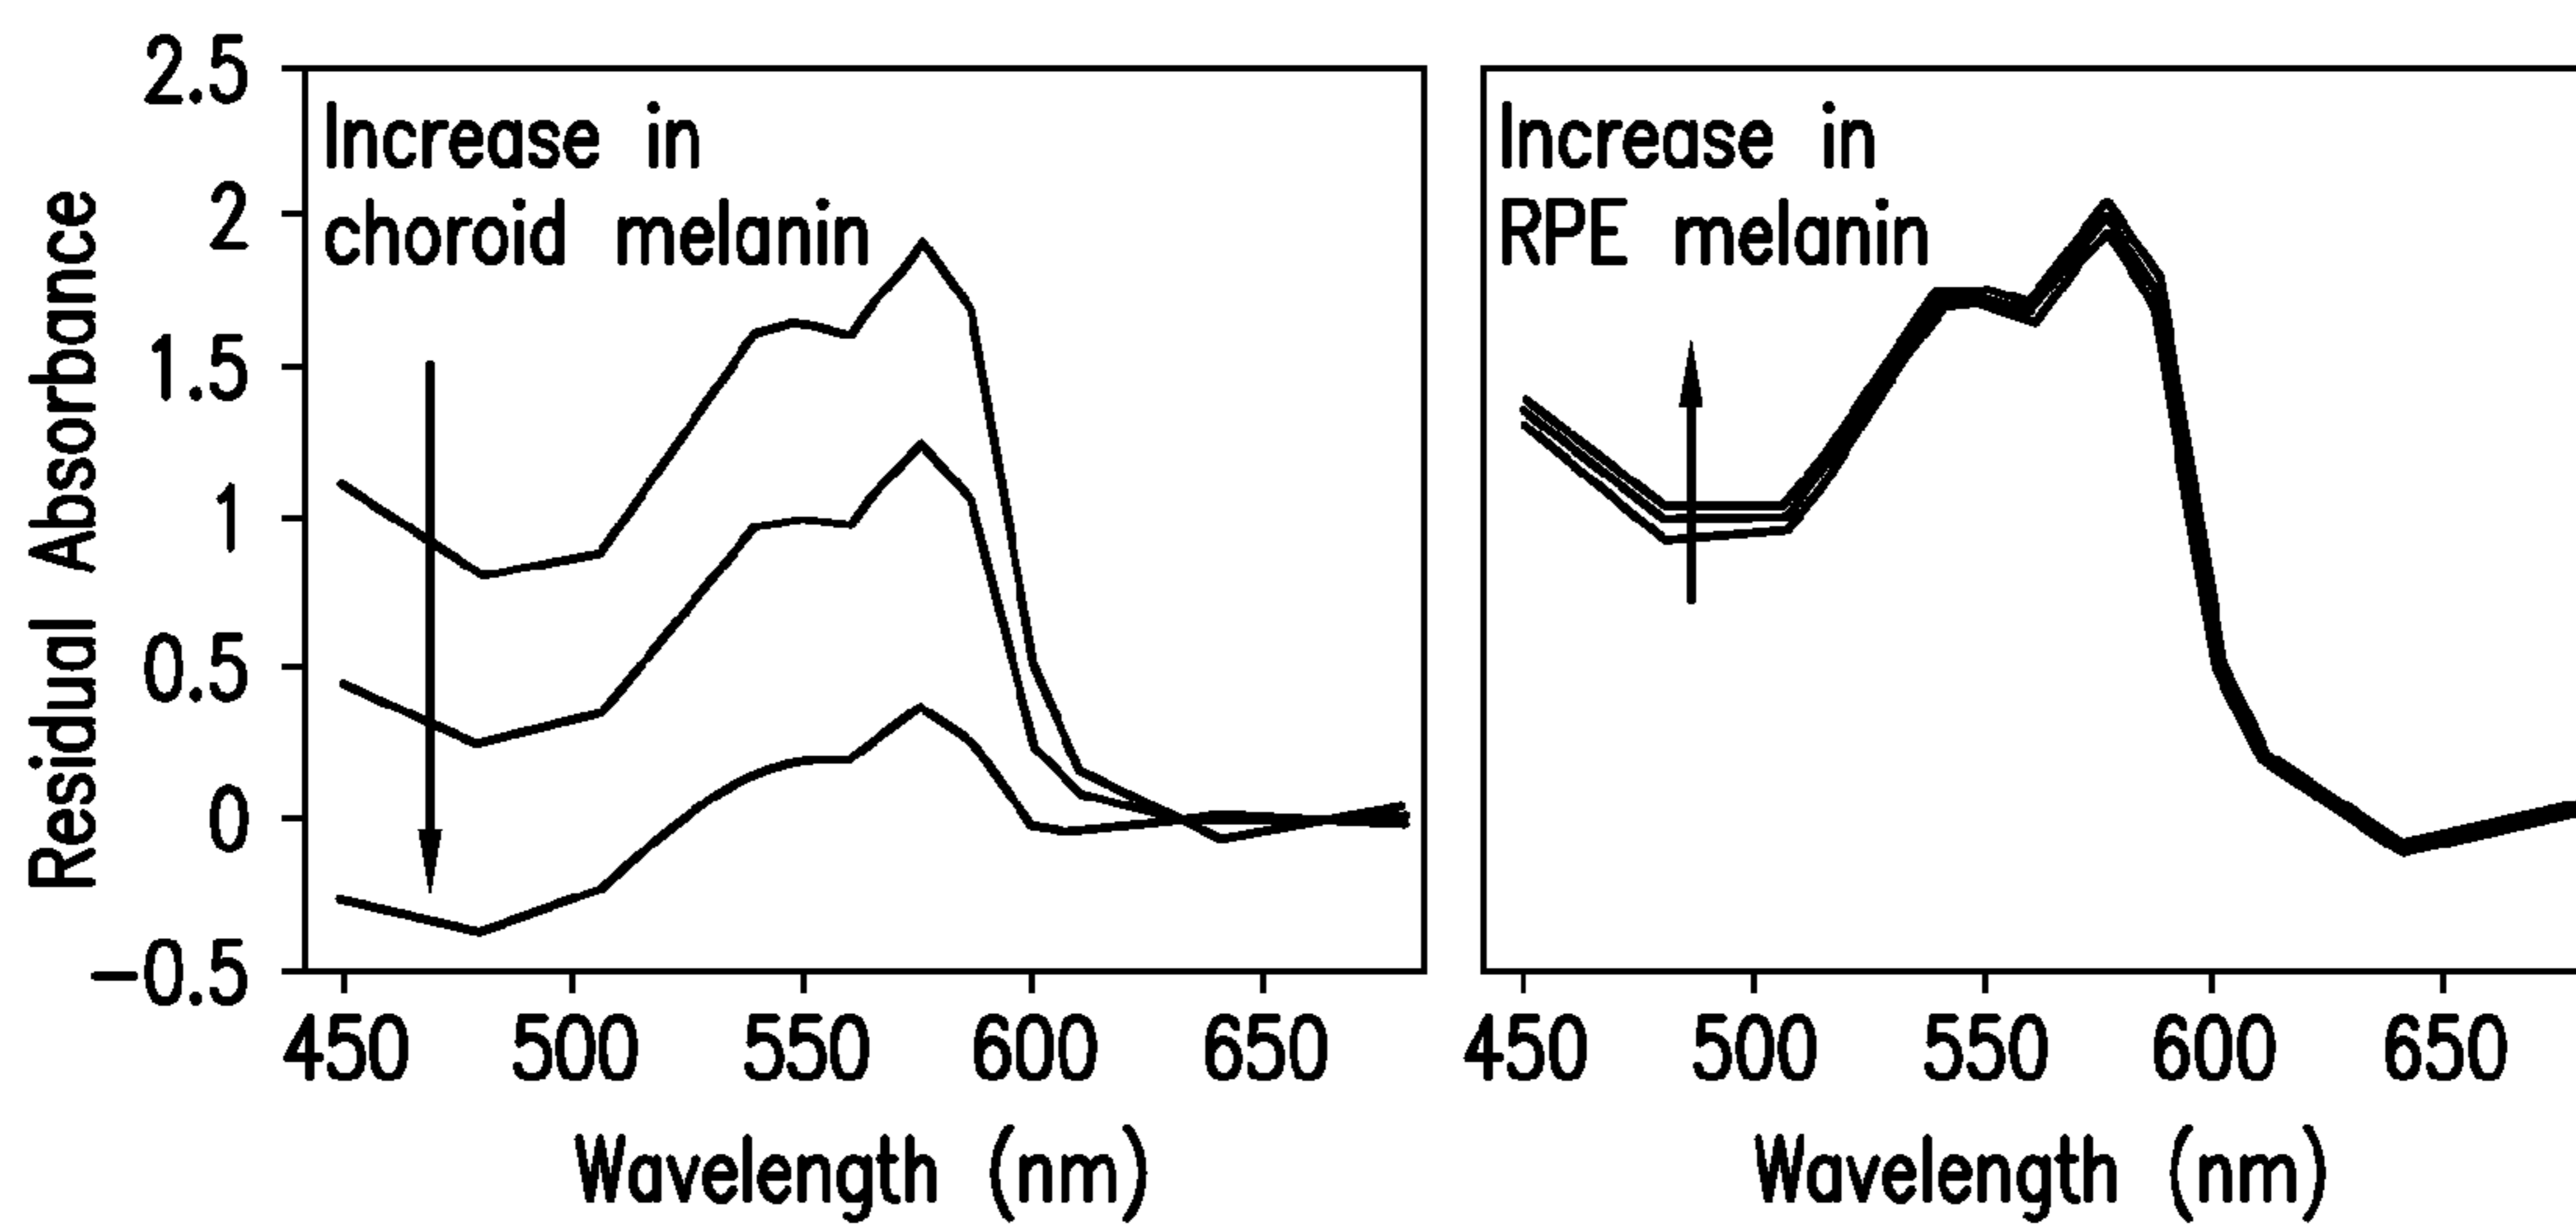 Residual Absorbance
2.5
2
1.5
1
0.5
0
-0.5
Increase in
choroid melanin
450 500 550 600 650
Wavelength (nm)
Increase in
RPE melanin
450 500 550 600 650
Wavelength (nm)